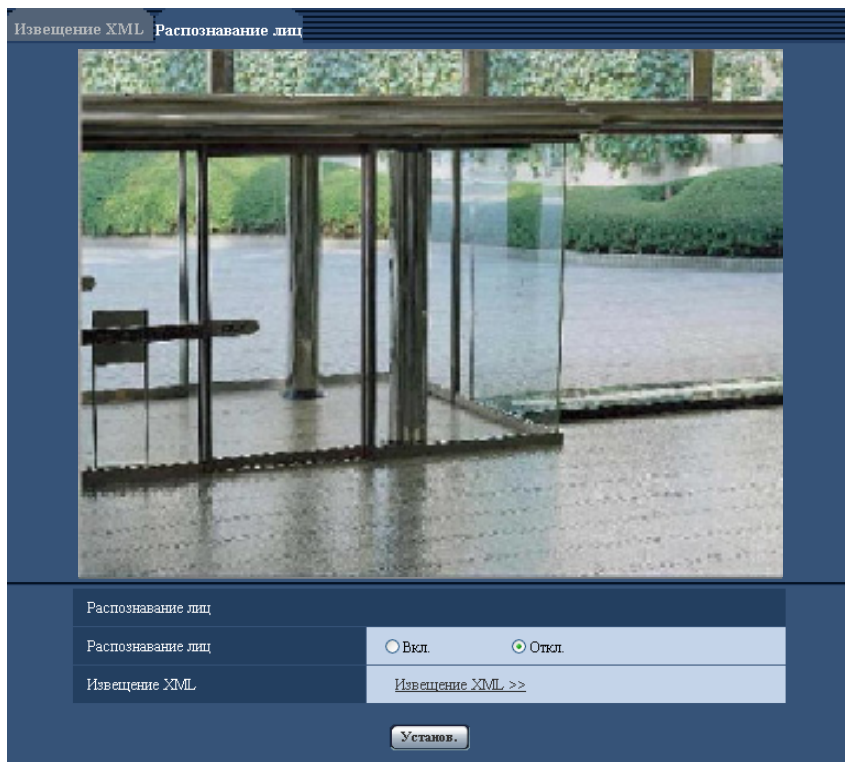 Извещение XML Распознавание лиц
Распознавание лиц
Распознавание лиц Вкл. Откл.
Извещение XML Извещение XML >>
Установ.